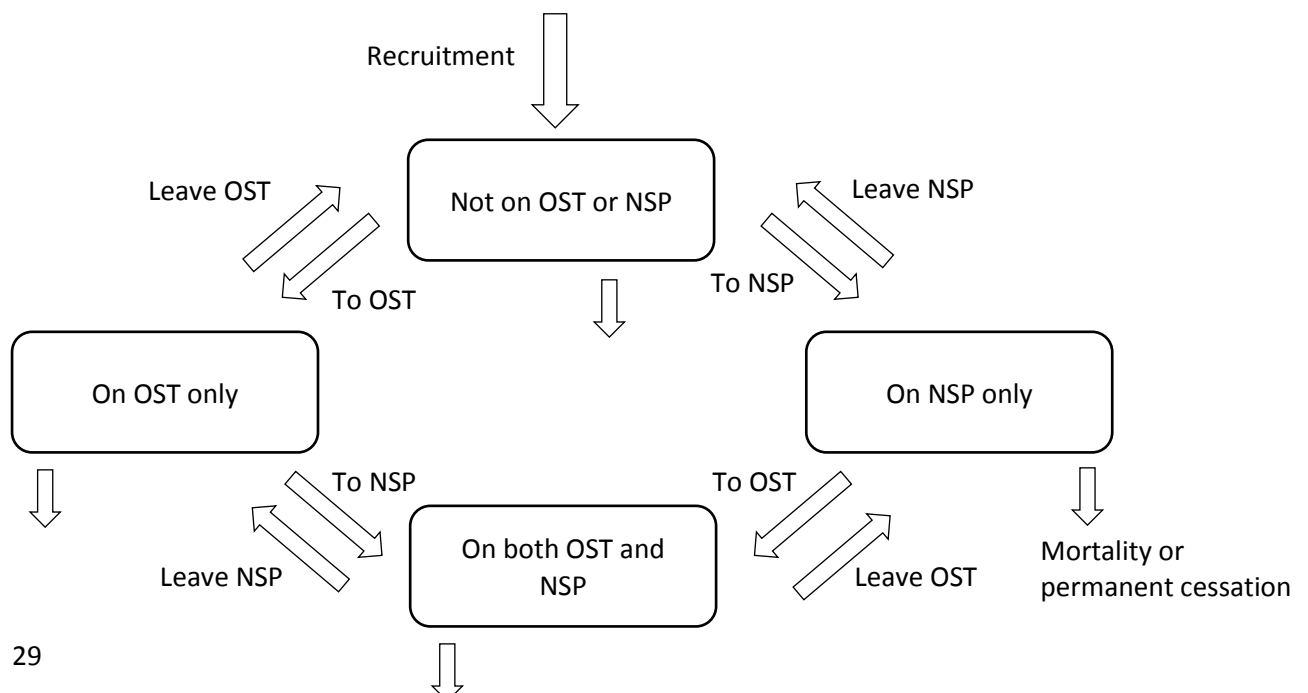 Recruitment
Not on OST or NSP
Leave OST
Leave NSP
To OST
To NSP
On OST only
On NSP only
To NSP
To OST
On both OST and
NSP
Leave NSP
Leave OST
Mortality or
permanent cessation
29